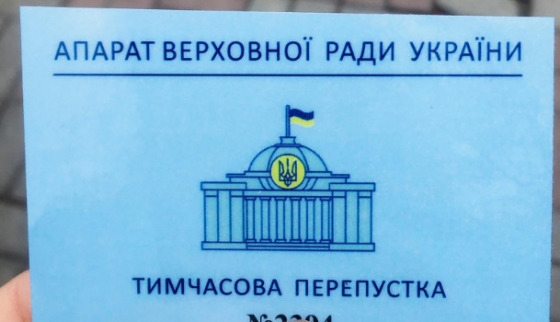 АПАРАТ ВЕРХОВНОЇ РАДИ УКРАЇНИ
ТИМЧАСОВА ПЕРЕПУСТКА